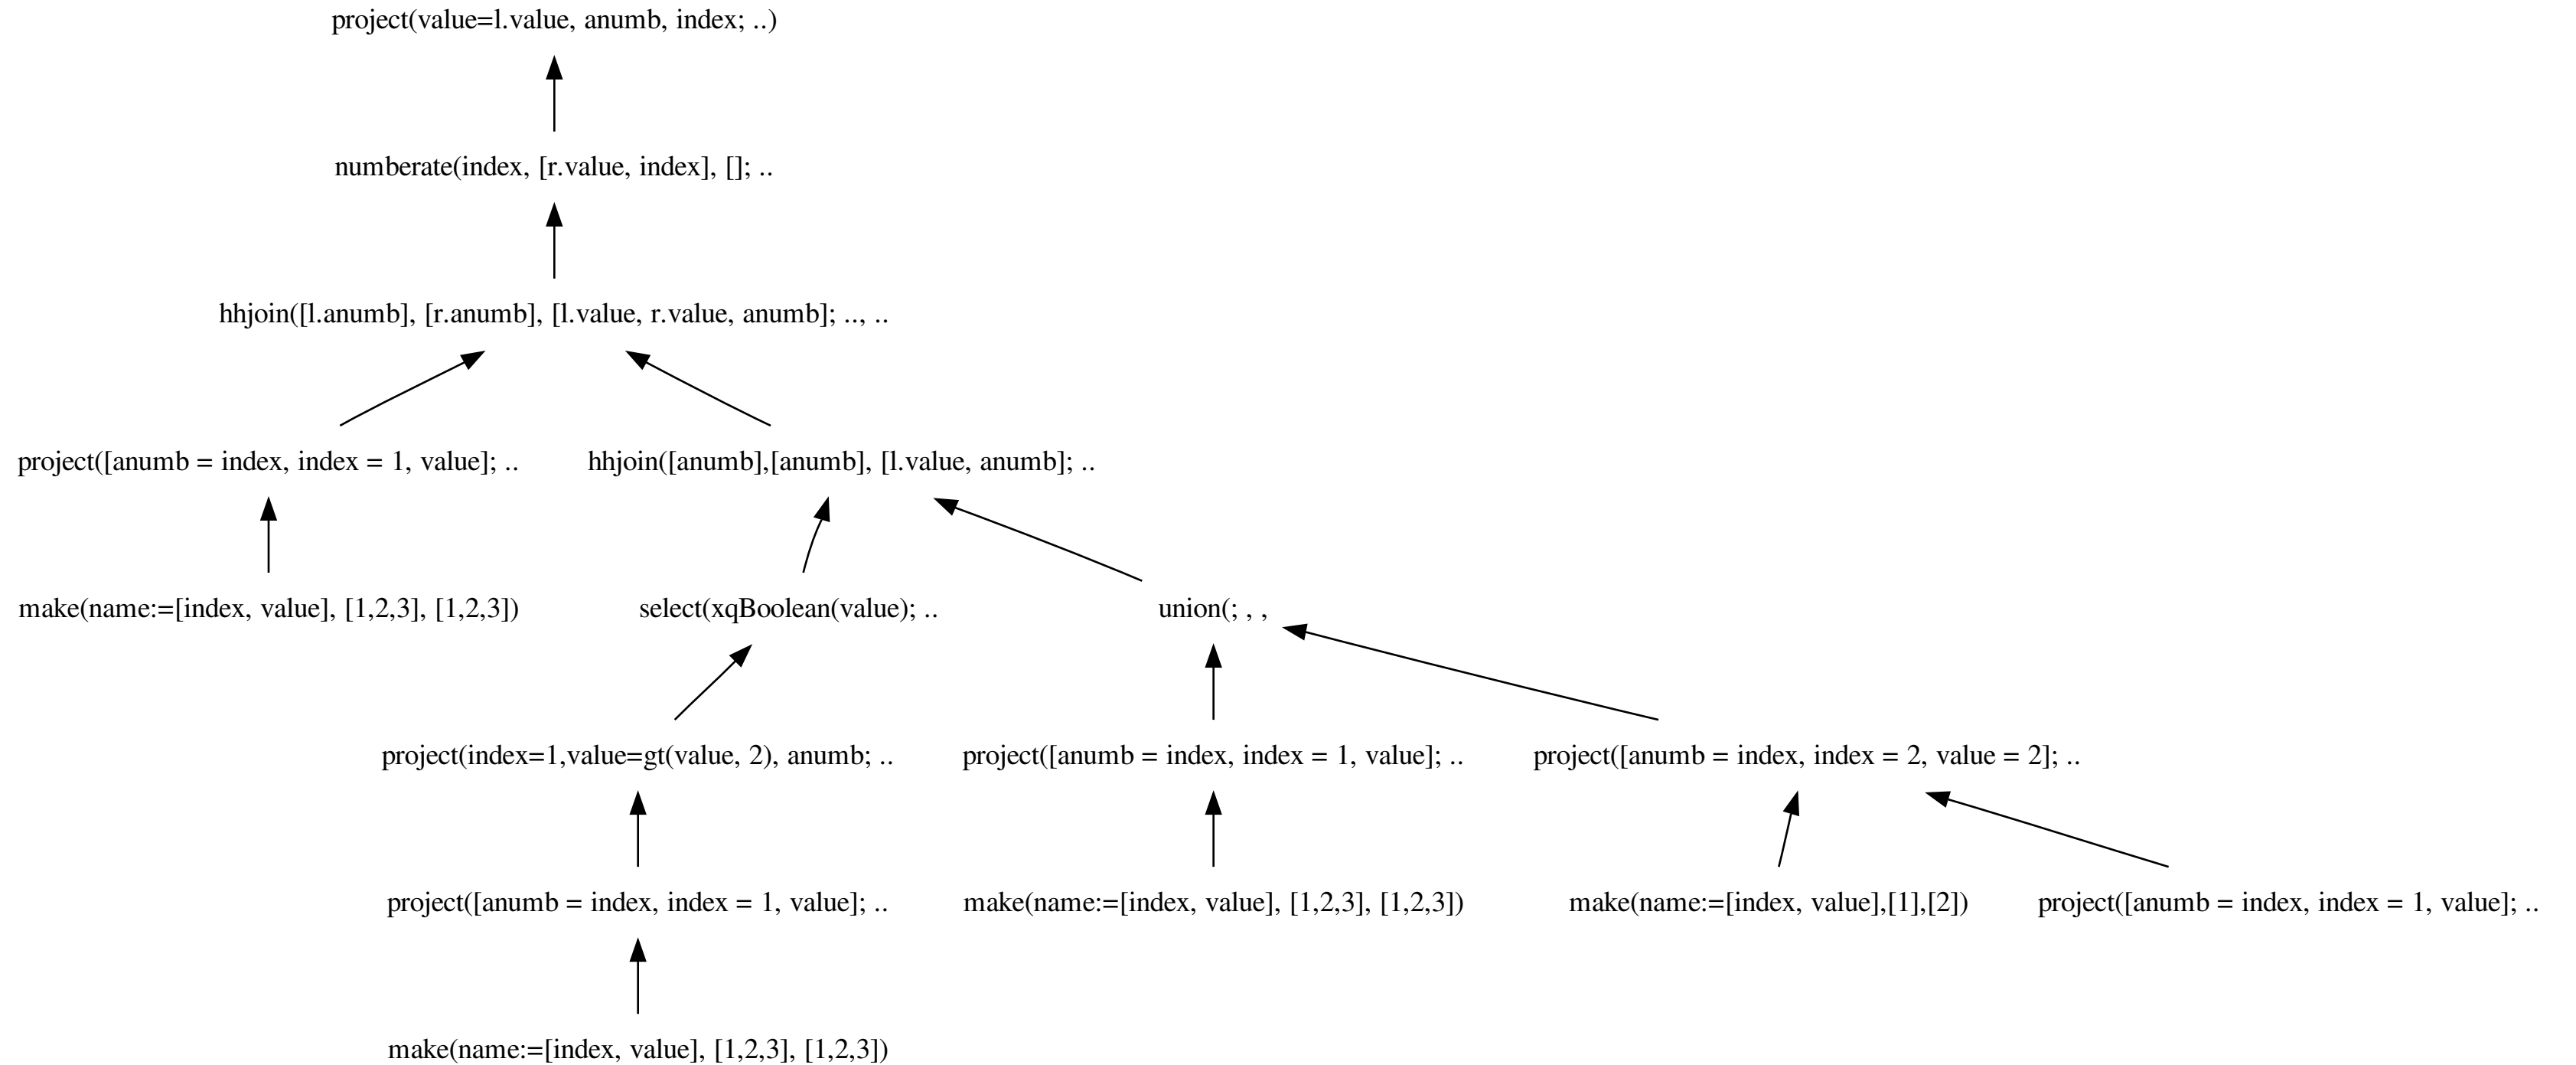 project(value=l.value, anumb, index; ..)
numberate(index, [r.value, index], []; ..
hhjoin([l.anumb], [r.anumb], [l.value, r.value, anumb]; .., ..
project([anumb = index, index = 1, value]; ..
hhjoin([anumb],[anumb], [l.value, anumb]; ..
make(name:=[index, value], [1,2,3], [1,2,3])
select(xqBoolean(value); ..
union(; , ,
project(index=1,value=gt(value, 2), anumb; ..
project([anumb = index, index = 1, value]; ..
project([anumb = index, index = 2, value = 2]; ..
project([anumb = index, index = 1, value]; ..
make(name:=[index, value], [1,2,3], [1,2,3])
make(name:=[index, value],[1],[2])
project([anumb = index, index = 1, value]; ..
make(name:=[index, value], [1,2,3], [1,2,3])